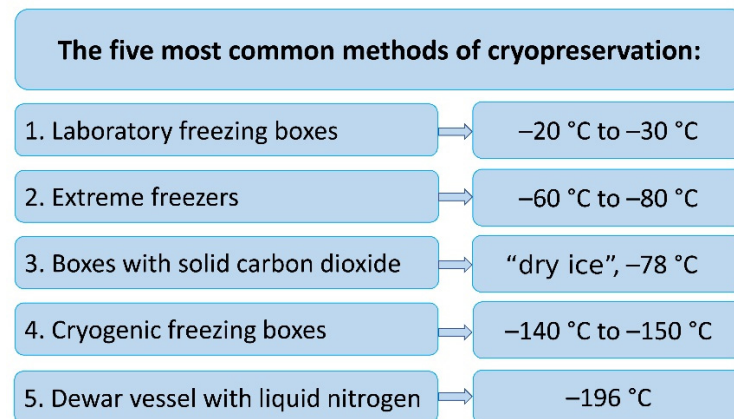 The five most common methods of cryopreservation:
1. Laboratory freezing boxes
–20 °C to –30 °C
2. Extreme freezers
–60 °C to –80 °C
3. Boxes with solid carbon dioxide
“dry ice”, –78 °C
4. Cryogenic freezing boxes
–140 °C to –150 °C
5. Dewar vessel with liquid nitrogen
–196 °C